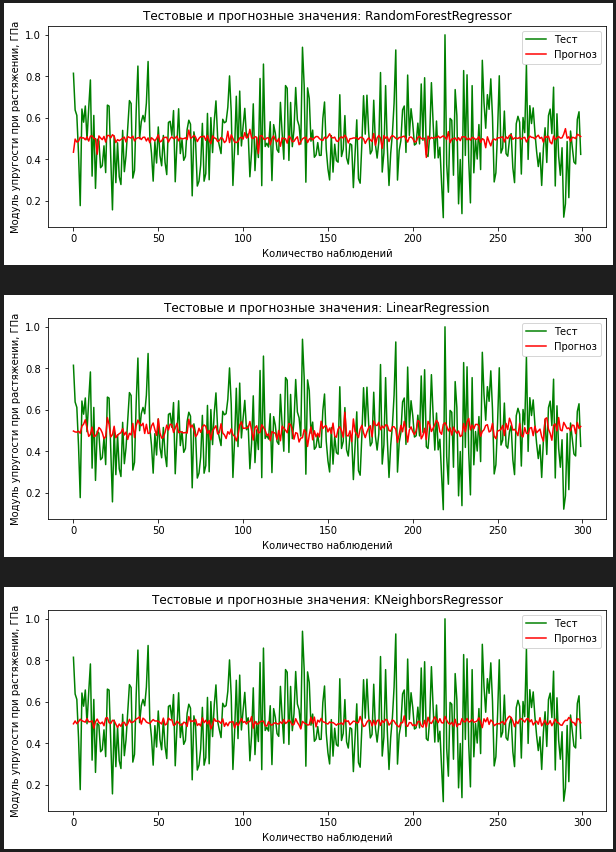 Тестовые и прогнозные значения: RandomForestRegressor
Модуль упругости при растяжении, ГПа
1.0
0.8
0.6
0.4
0.2
Тест
Прогноз
0 50 100 150 200 250 300
Количество наблюдений
Тестовые и прогнозные значения: LinearRegression
Модуль упругости при растяжении, ГПа
1.0
0.8
0.6
0.4
0.2
Тест
Прогноз
0 50 100 150 200 250 300
Количество наблюдений
Тестовые и прогнозные значения: KNeighborsRegressor
Модуль упругости при растяжении, ГПа
1.0
0.8
0.6
0.4
0.2
Тест
Прогноз
0 50 100 150 200 250 300
Количество наблюдений